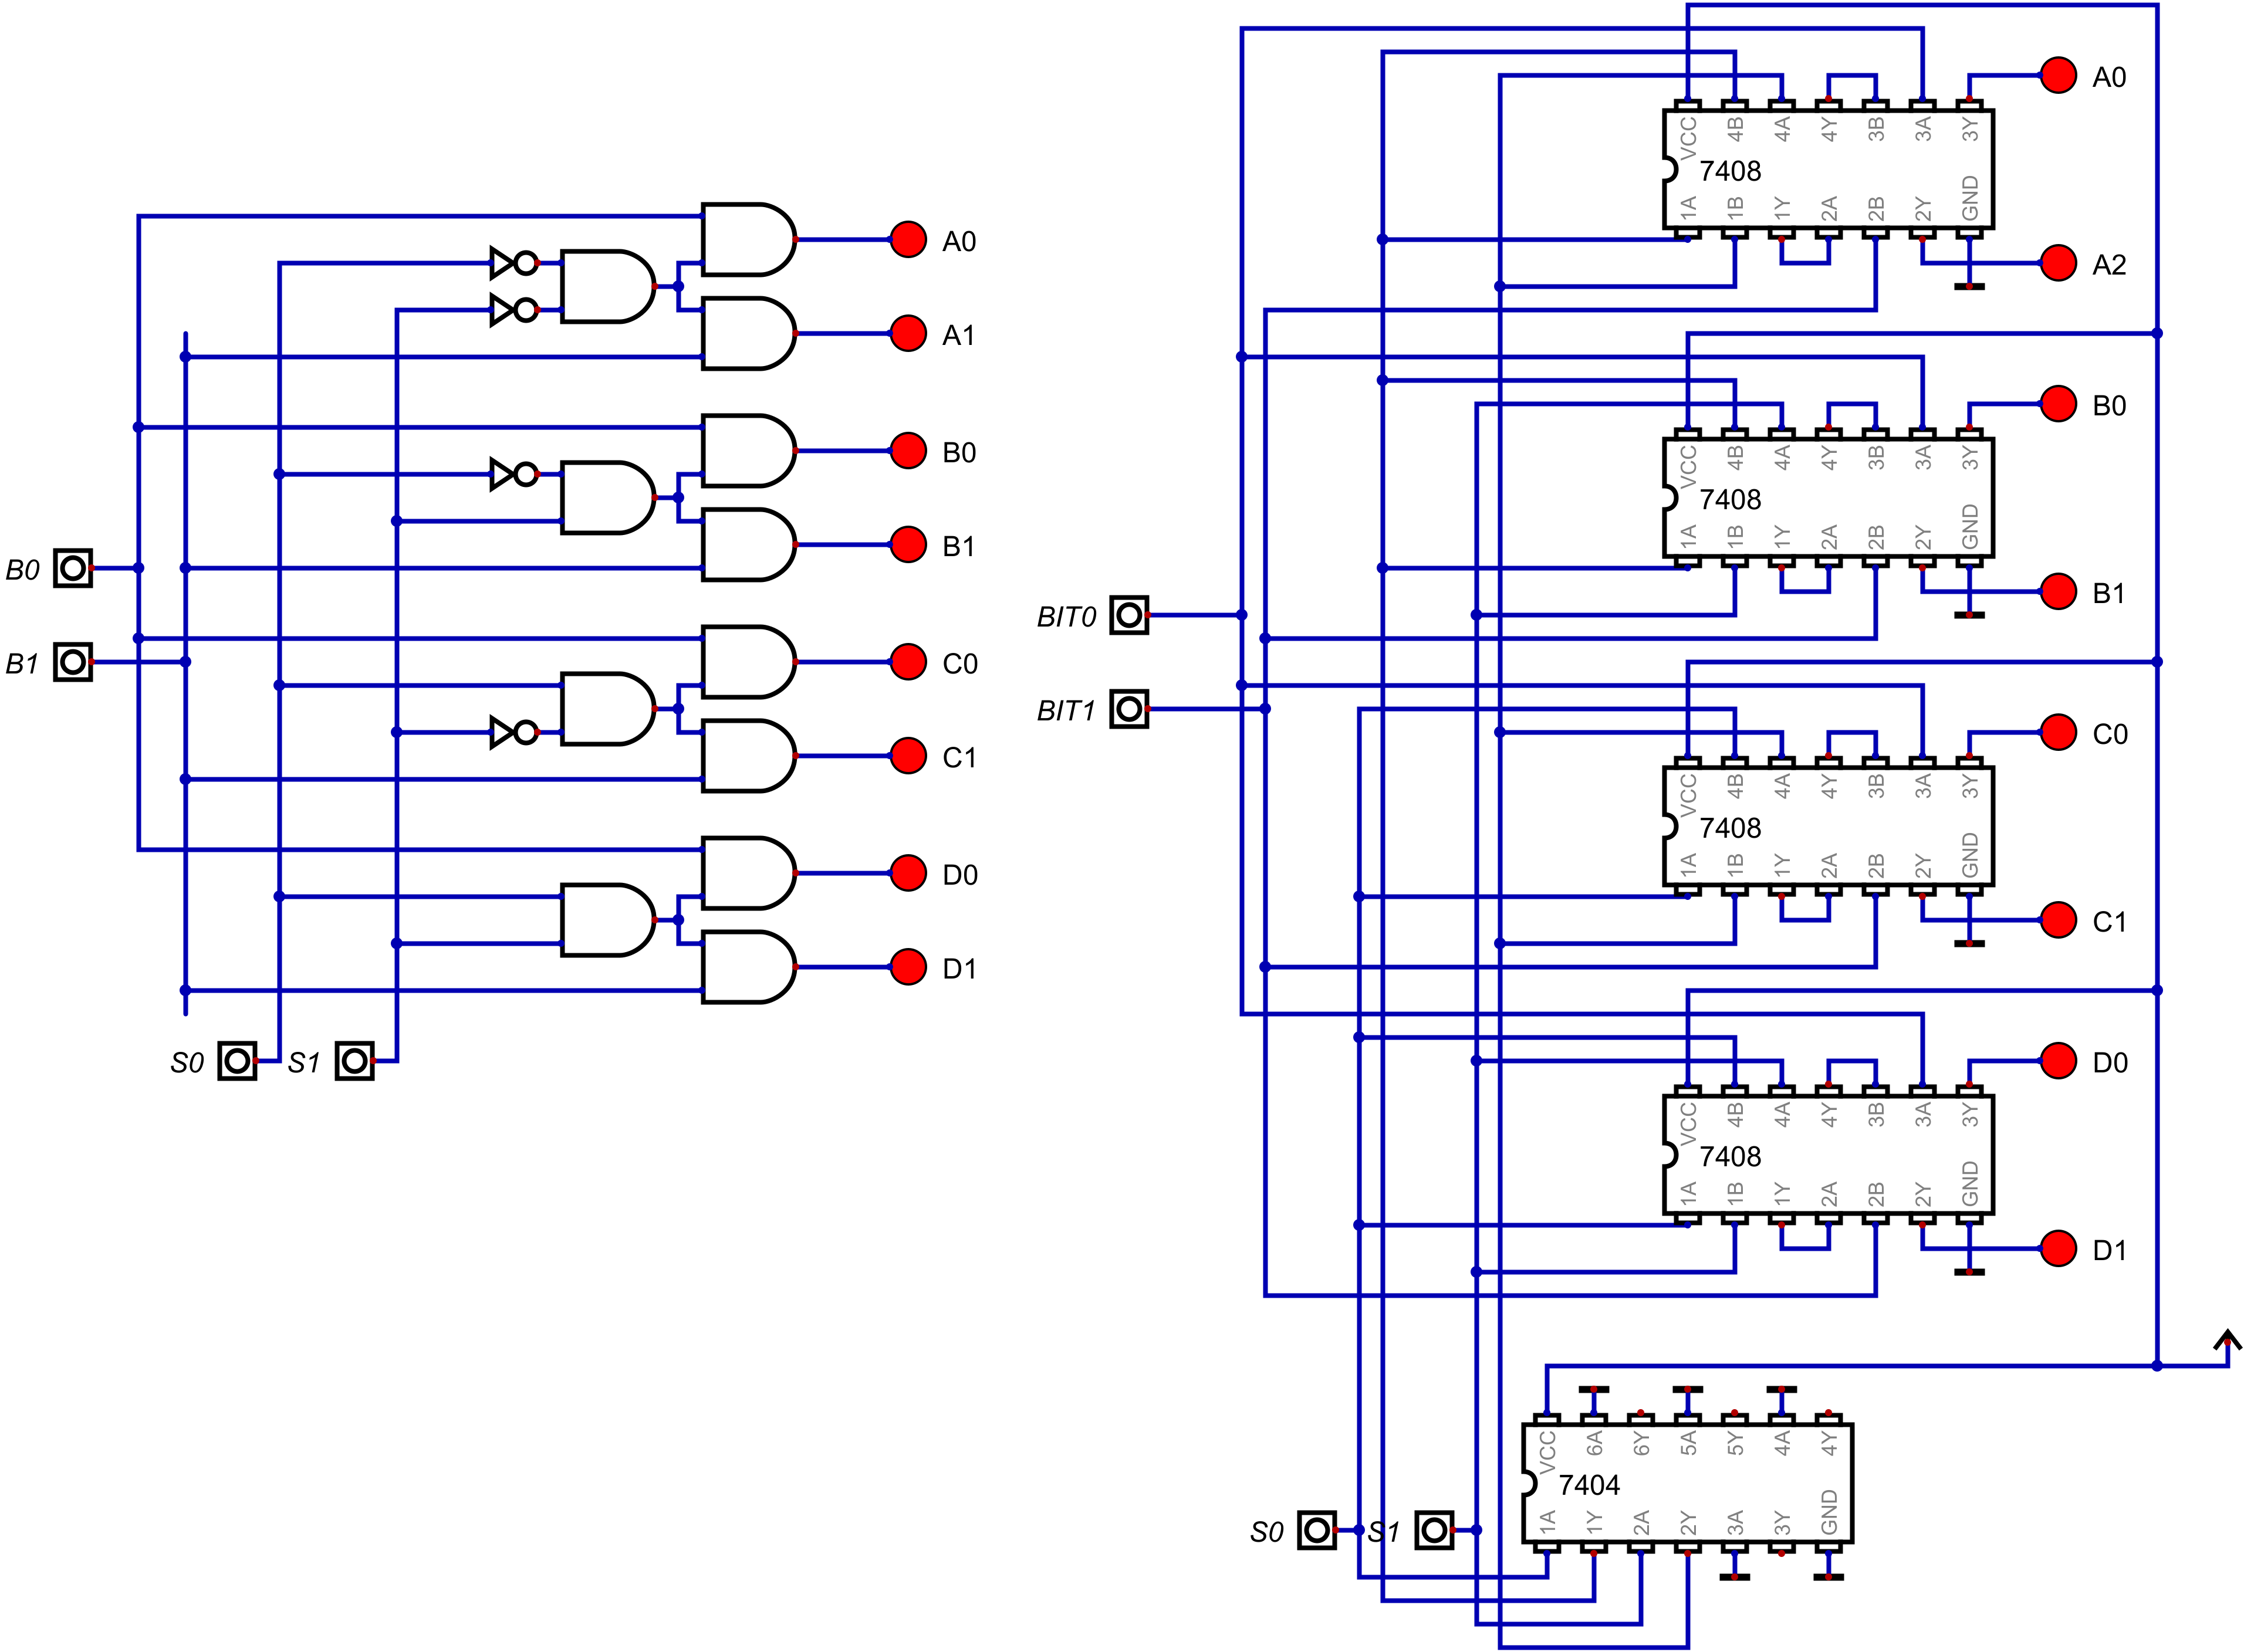 A0
A1
B0
B1
B0
B1
C0
C1
D0
D1
S0 S1
A0
VCC 4B 4A 4Y 3B 3A 3Y
7408
1A 1B 1Y 2A 2B 2Y GND
A2
B0
VCC 4B 4A 4Y 3B 3A 3Y
7408
1A 1B 1Y 2A 2B 2Y GND
B1
BIT0
BIT1
C0
VCC 4B 4A 4Y 3B 3A 3Y
7408
1A 1B 1Y 2A 2B 2Y GND
C1
D0
VCC 4B 4A 4Y 3B 3A 3Y
7408
1A 1B 1Y 2A 2B 2Y GND
D1
VCC 6A 6Y 5A 5Y 4A 4Y
7404
1A 1Y 2A 2Y 3A 3Y GND
S0 S1